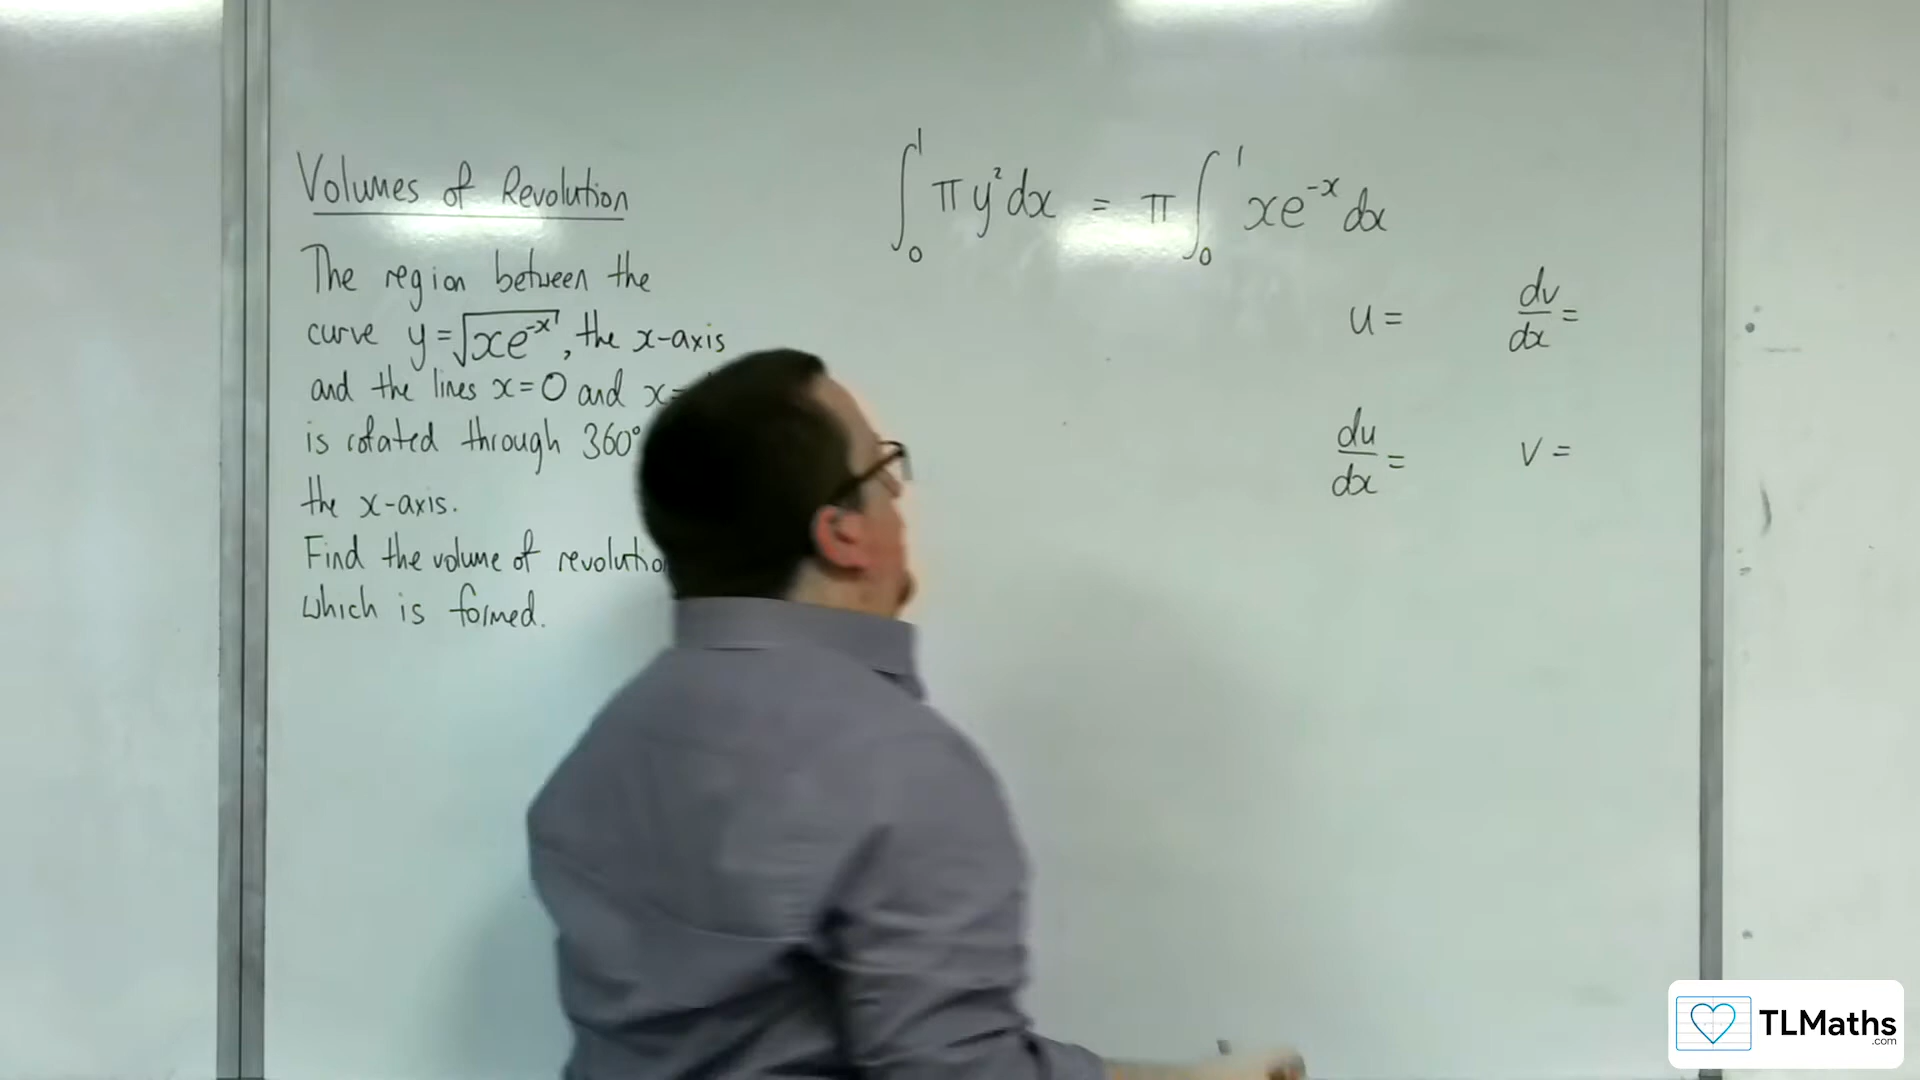 Volumes of Revolution
The region between the
curve y = √(xe^(-x)), the x-axis
and the lines x=0 and x=
is rotated through 360°
the x-axis.
Find the volume of
which is formed.
∫₀¹ π y² dx = π ∫₀¹ xe^(-x) dx
u = dv/dx =
du/dx = v =
TLMaths
.com